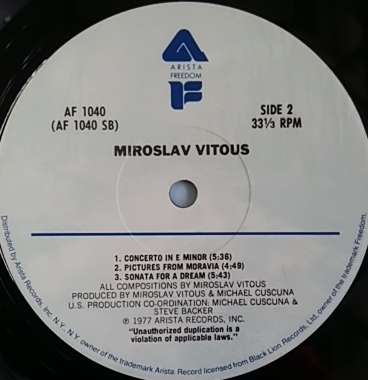 ARISTA
FREEDOM
F
AF 1040
(AF 1040 SB)
SIDE 2
33⅓ RPM
MIROSLAV VITOUS
1. CONCERTO IN E MINOR (5:36)
2. PICTURES FROM MORAVIA (4:49)
3. SONATA FOR A DREAM (5:43)
ALL COMPOSITIONS BY MIROSLAV VITOUS
PRODUCED BY MIROSLAV VITOUS & MICHAEL CUSCUNA
U.S. PRODUCTION CO-ORDINATION: MICHAEL CUSCUNA &
STEVE BACKER
℗ 1977 ARISTA RECORDS, INC.
"Unauthorized duplication is a
violation of applicable laws."
Distributed by Arista Records, Inc. N.Y., N.Y. owner of the trademark Arista. Record licensed from Black Lion Records, Ltd. owner of the trademark Freedom.